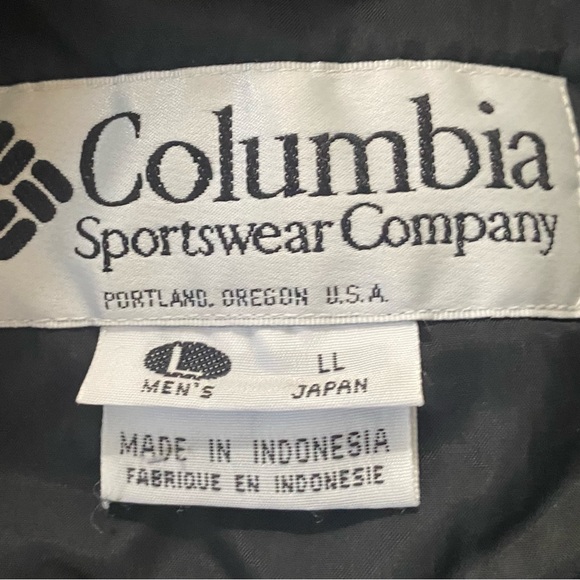 Columbia
Sportswear Company
PORTLAND, OREGON U.S.A.
L LL
MEN'S JAPAN
MADE IN INDONESIA
FABRIQUE EN INDONESIE